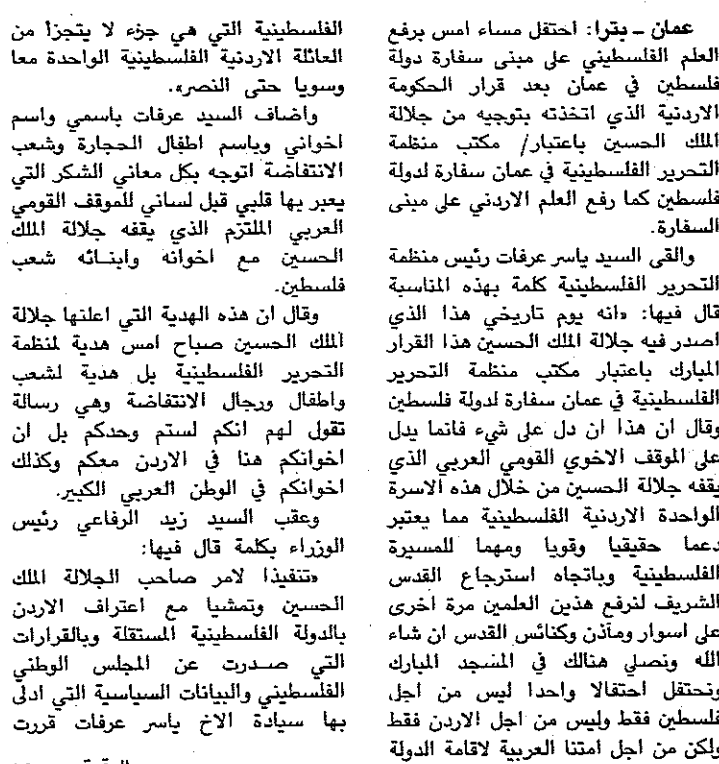 عمان ـ بترا: احتفل مساء امس برفع
العلم الفلسطيني على مبنى سفارة دولة
فلسطين في عمان بعد قرار الحكومة
الاردنية الذي اتخذته بتوجيه من جلالة
الملك الحسين باعتبار/ مكتب منظمة
التحرير الفلسطينية في عمان سفارة لدولة
فلسطين كما رفع العلم الاردني على مبنى
السفارة.
والقى السيد ياسر عرفات رئيس منظمة
التحرير الفلسطينية كلمة بهذه المناسبة
قال فيها: «انه يوم تاريخي هذا الذي
اصدر فيه جلالة الملك الحسين هذا القرار
المبارك باعتبار مكتب منظمة التحرير
الفلسطينية في عمان سفارة لدولة فلسطين
وقال ان هذا ان دل على شيء فانما يدل
على الموقف الاخوي القومي العربي الذي
يقفه جلالة الحسين من خلال هذه الاسرة
الواحدة الاردنية الفلسطينية مما يعتبر
دعما حقيقيا وقويا ومهما للمسيرة
الفلسطينية وباتجاه استرجاع القدس
الشريف لنرفع هذين العلمين مرة اخرى
على اسوار ومآذن وكنائس القدس ان شاء
الله ونصلي هنالك في المسجد المبارك
ونحتفل احتفالا واحدا ليس من اجل
فلسطين فقط وليس من اجل الاردن فقط
ولكن من اجل امتنا العربية لاقامة الدولة
الفلسطينية التي هي جزء لا يتجزأ من
العائلة الاردنية الفلسطينية الواحدة معا
وسويا حتى النصر».
واضاف السيد عرفات باسمي واسم
اخواني وباسم اطفال الحجارة وشعب
الانتفاضة اتوجه بكل معاني الشكر التي
يعبر بها قلبي قبل لساني للموقف القومي
العربي الملتزم الذي يقفه جلالة الملك
الحسين مع اخوانه وابنائه شعب
فلسطين.
وقال ان هذه الهدية التي اعلنها جلالة
الملك الحسين صباح امس هدية لمنظمة
التحرير الفلسطينية بل هدية لشعب
واطفال ورجال الانتفاضة وهي رسالة
تقول لهم انكم لستم وحدكم بل ان
اخوانكم هنا في الاردن معكم وكذلك
اخوانكم في الوطن العربي الكبير.
وعقب السيد زيد الرفاعي رئيس
الوزراء بكلمة قال فيها:
«تنفيذا لامر صاحب الجلالة الملك
الحسين وتمشيا مع اعتراف الاردن
بالدولة الفلسطينية المستقلة وبالقرارات
التي صدرت عن المجلس الوطني
الفلسطيني والبيانات السياسية التي ادلى
بها سيادة الاخ ياسر عرفات قررت